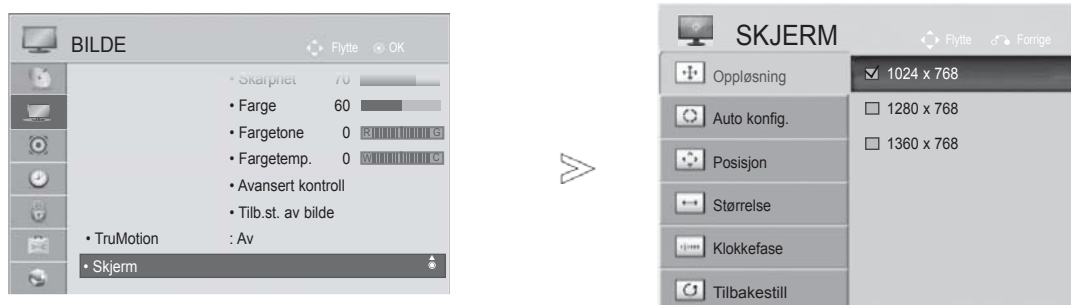 BILDE
Flytte OK
• Skarphet 70
• Farge 60
• Fargetone 0 R G
• Fargetemp. 0 W C
• Avansert kontroll
• Tilb.st. av bilde
• TruMotion : Av
• Skjerm
SKJERM
Flytte Forrige
Oppløsning
Auto konfig.
Posisjon
Størrelse
Klokkefase
Tilbakestill
1024 x 768
1280 x 768
1360 x 768